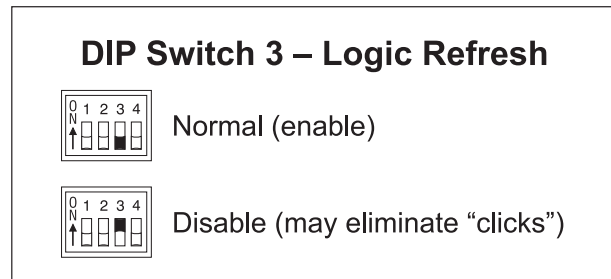 DIP Switch 3 – Logic Refresh
ON 1 2 3 4
Normal (enable)
ON 1 2 3 4
Disable (may eliminate “clicks”)